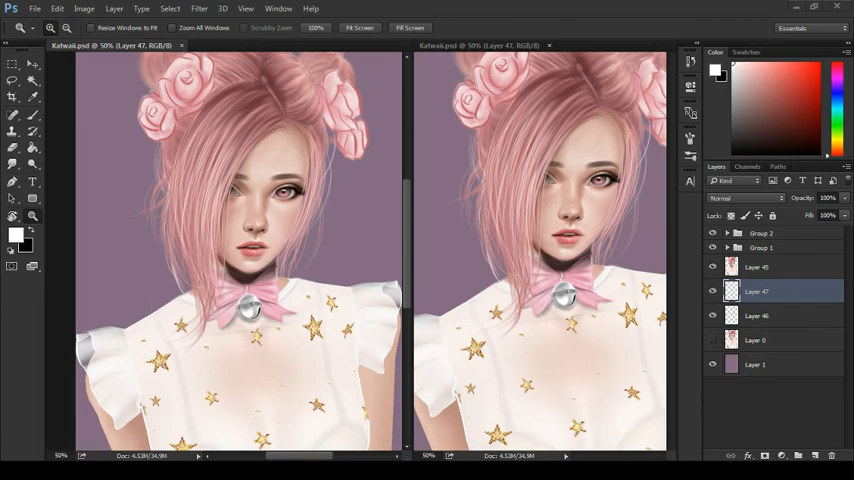 Ps File Edit Image Layer Type Select Filter 3D View Window Help
Resize Windows to Fit Zoom All Windows Scrubby Zoom 100% Fit Screen Fill Screen Essentials
Katwaii.psd @ 50% (Layer 47, RGB/8) × Katwaii.psd @ 50% (Layer 47, RGB/8) ×
Color Swatches
Layers Channels Paths
Kind
Normal Opacity: 100%
Lock: Fill: 100%
Group 2
Group 1
Layer 45
Layer 47
Layer 46
Layer 0
Layer 1
50% Doc: 4.53M/34.9M 50% Doc: 4.53M/34.9M